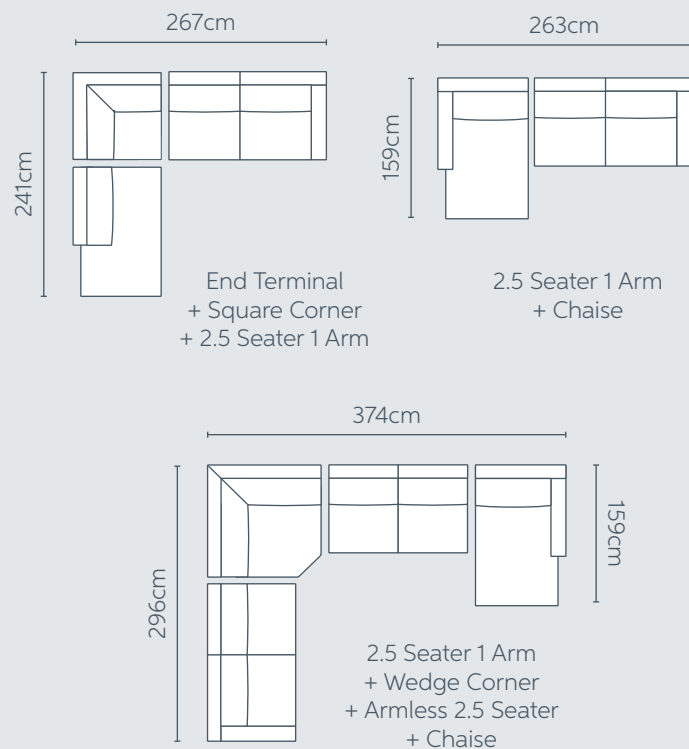 267cm
241cm
End Terminal
+ Square Corner
+ 2.5 Seater 1 Arm
263cm
159cm
2.5 Seater 1 Arm
+ Chaise
374cm
296cm
159cm
2.5 Seater 1 Arm
+ Wedge Corner
+ Armless 2.5 Seater
+ Chaise